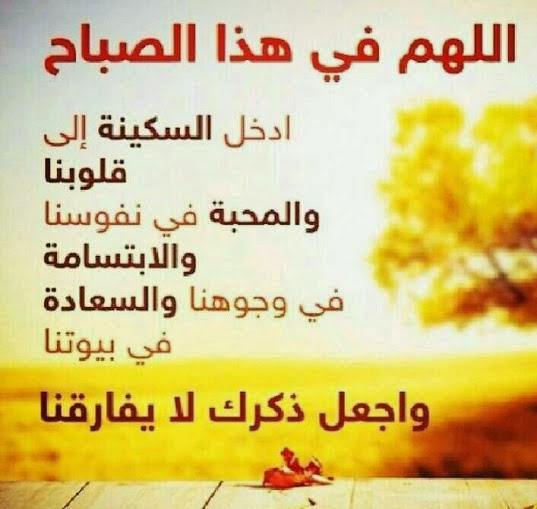 اللهم في هذا الصباح
ادخل السكينة إلى
قلوبنا
والمحبة في نفوسنا
والابتسامة
في وجوهنا والسعادة
في بيوتنا
واجعل ذكرك لا يفارقنا